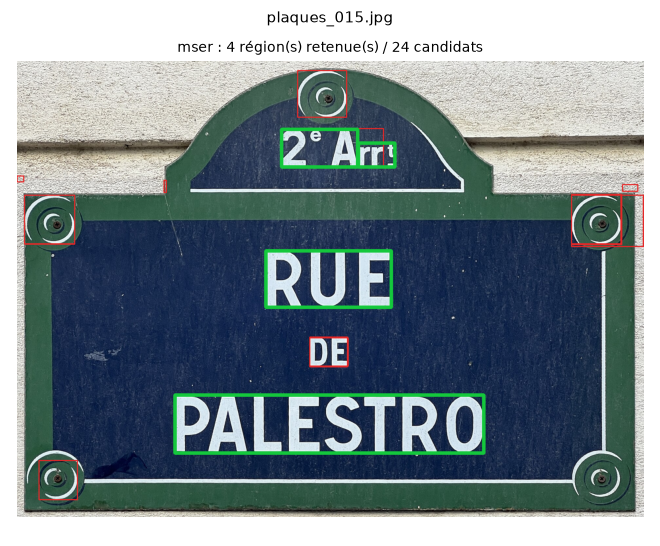 plaques_015.jpg
mser : 4 région(s) retenue(s) / 24 candidats
2e Arrt
RUE
DE
PALESTRO